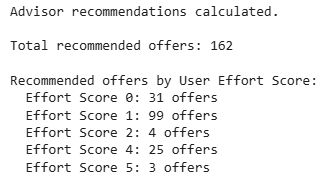 Advisor recommendations calculated.
Total recommended offers: 162
Recommended offers by User Effort Score:
Effort Score 0: 31 offers
Effort Score 1: 99 offers
Effort Score 2: 4 offers
Effort Score 4: 25 offers
Effort Score 5: 3 offers